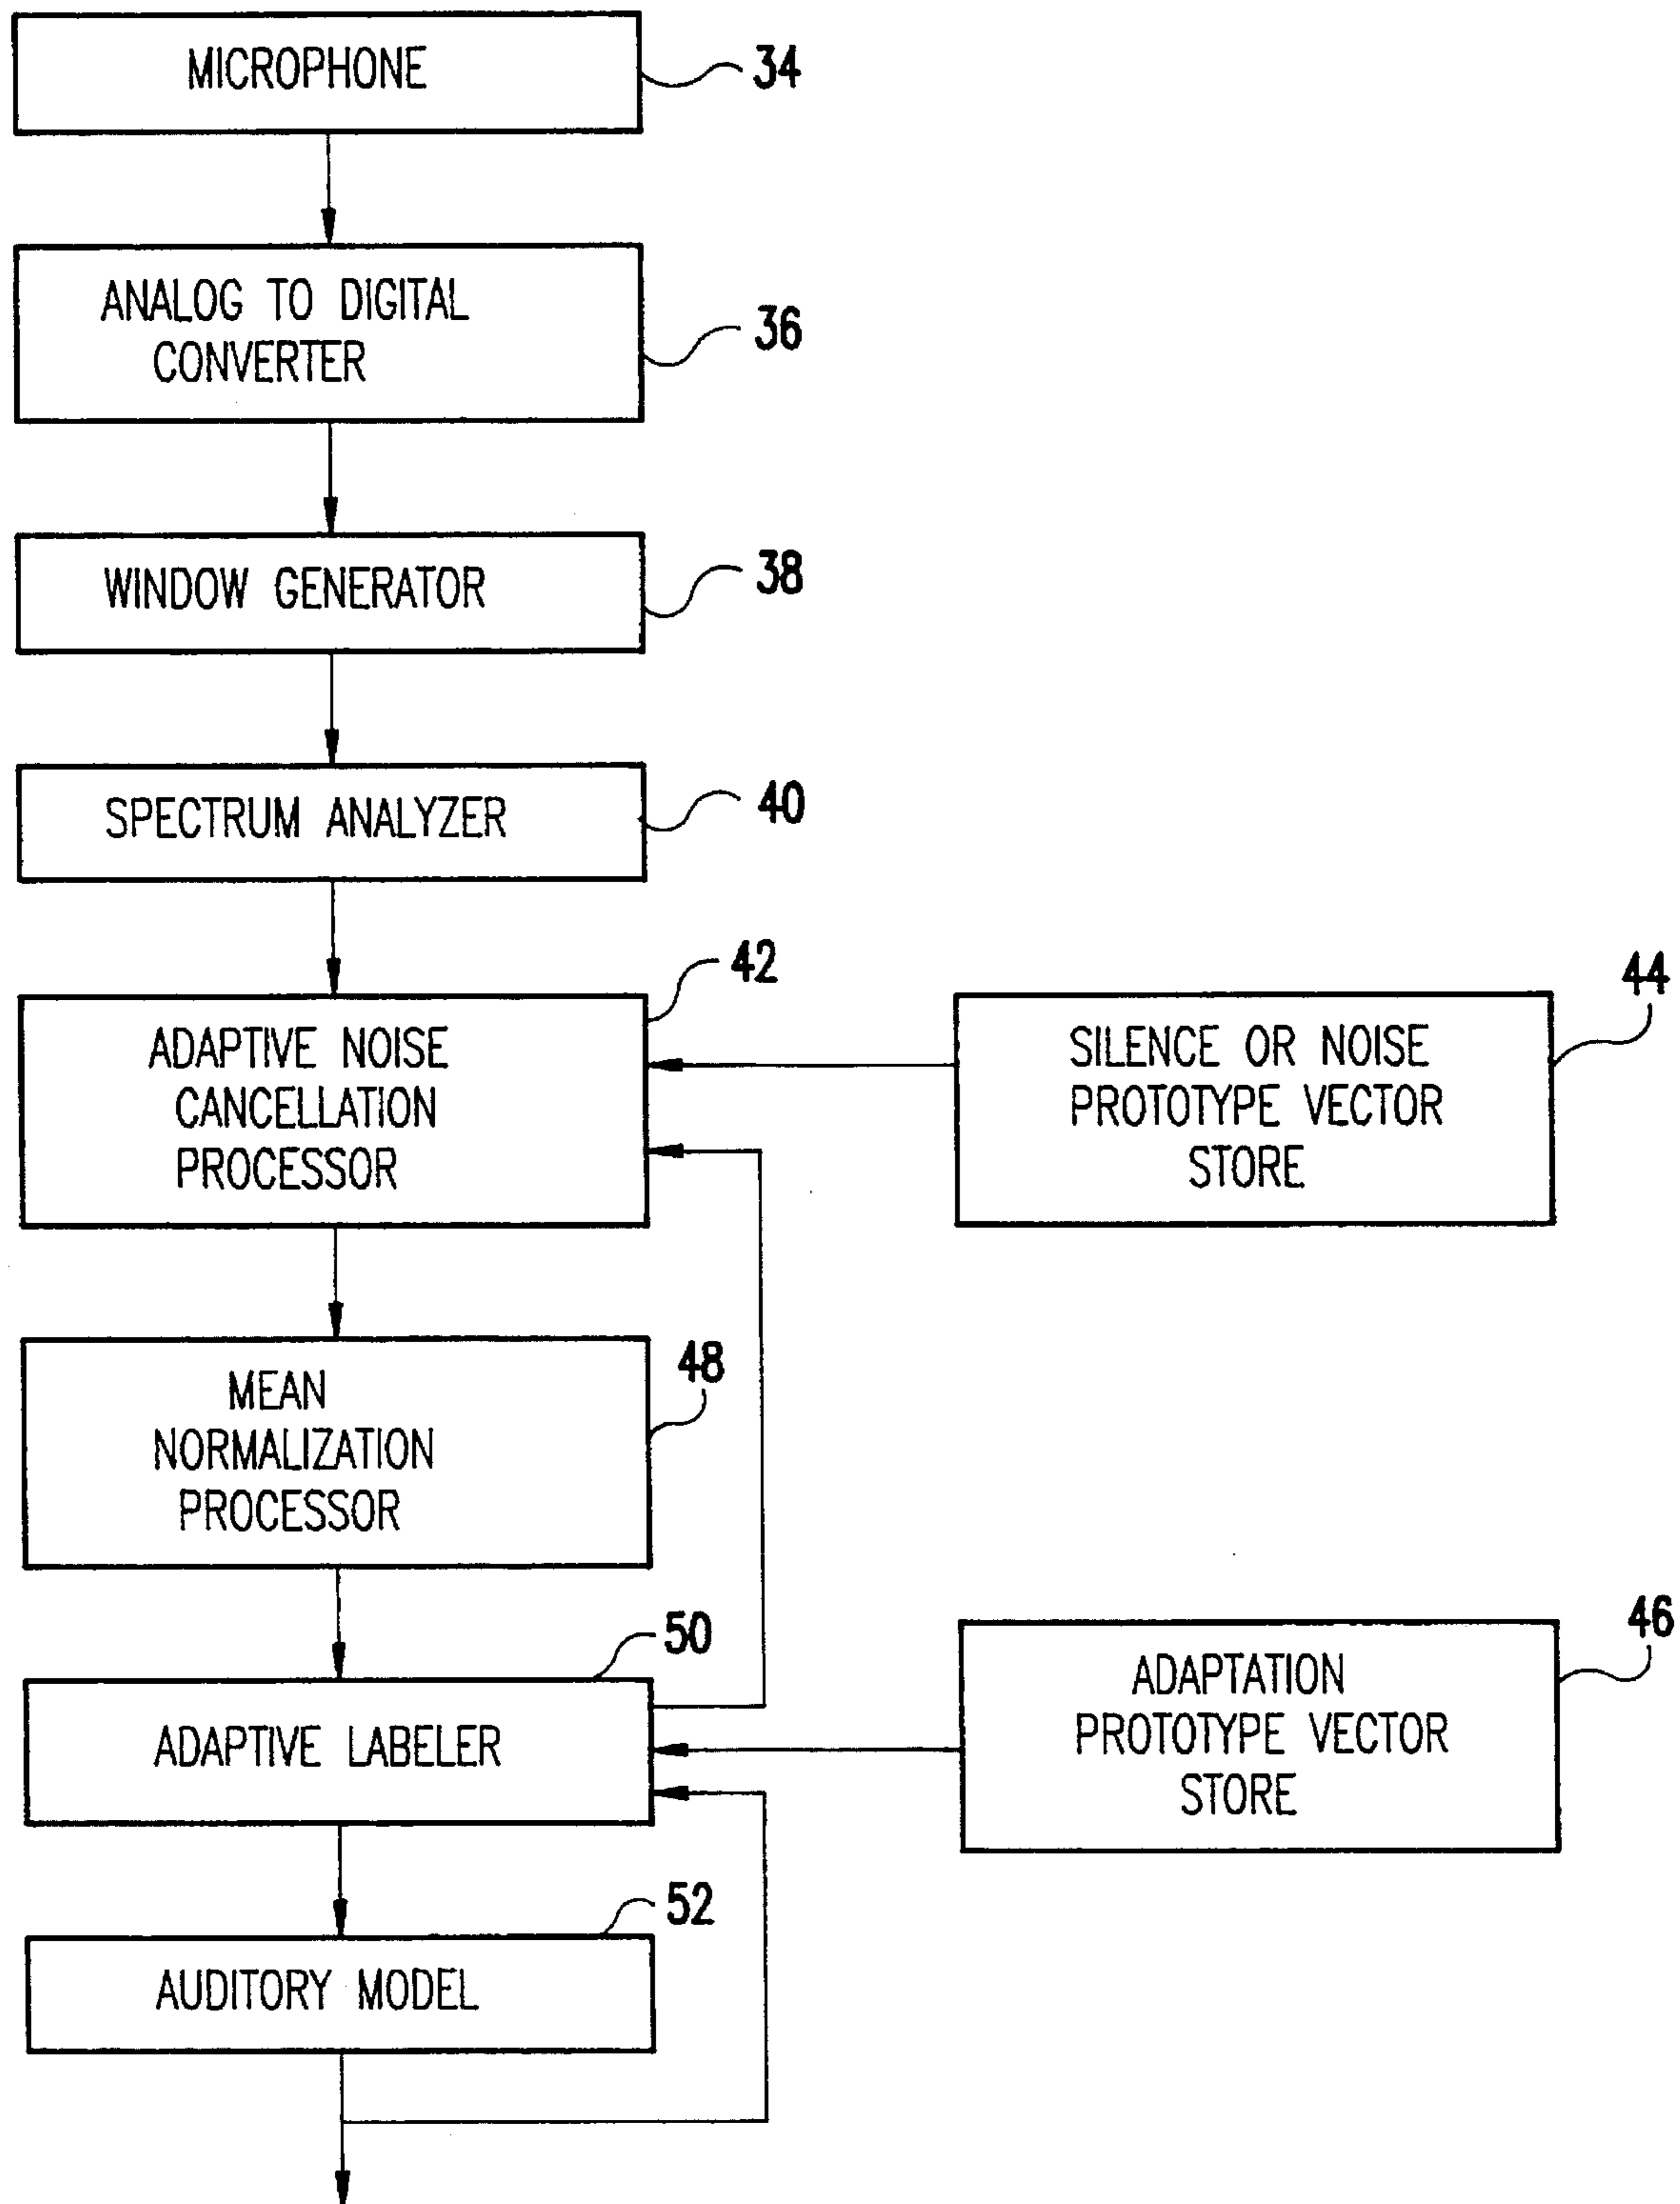 MICROPHONE
34
ANALOG TO DIGITAL
CONVERTER
36
WINDOW GENERATOR
38
SPECTRUM ANALYZER
40
42
ADAPTIVE NOISE
CANCELLATION
PROCESSOR
44
SILENCE OR NOISE
PROTOTYPE VECTOR
STORE
48
MEAN
NORMALIZATION
PROCESSOR
50
ADAPTIVE LABELER
46
ADAPTATION
PROTOTYPE VECTOR
STORE
52
AUDITORY MODEL